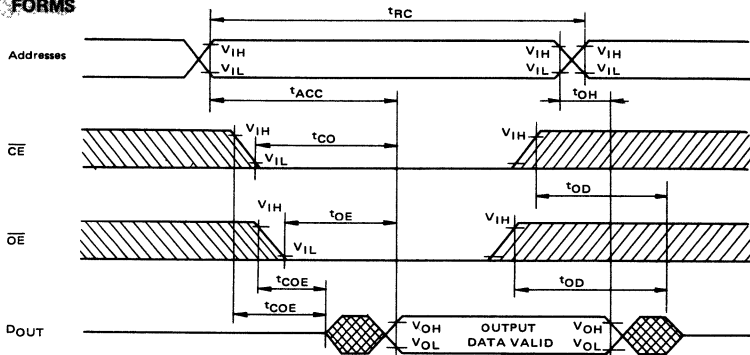 FORMS
tRC
Addresses
VIH
VIL
VIH
VIL
VIH
VIL
tACC
tOH
CE
VIH
tCO
VIL
VIH
tOD
OE
VIH
tOE
VIL
VIH
tCOE
tOD
tCOE
DOUT
VOH
VOL
OUTPUT
DATA VALID
VOH
VOL